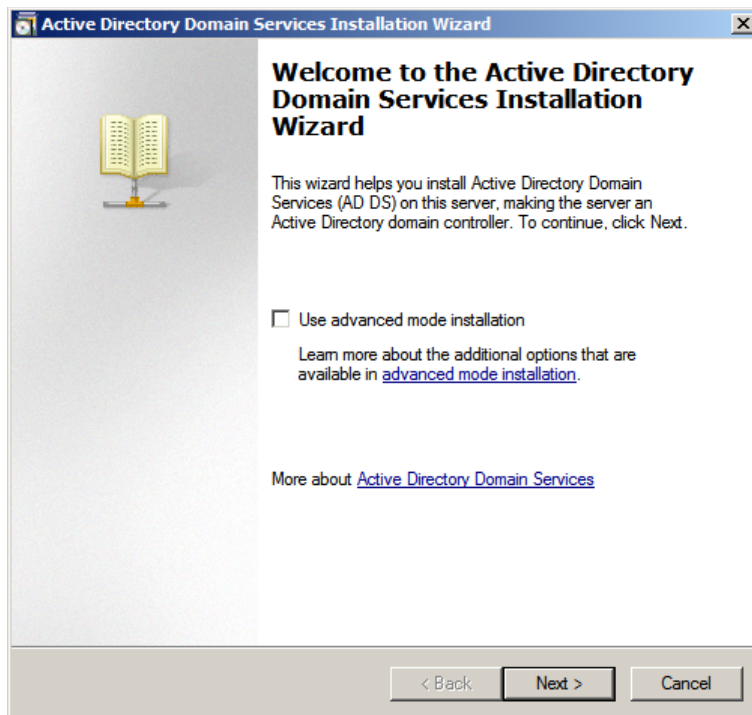 Active Directory Domain Services Installation Wizard
Welcome to the Active Directory
Domain Services Installation
Wizard
This wizard helps you install Active Directory Domain
Services (AD DS) on this server, making the server an
Active Directory domain controller. To continue, click Next.
Use advanced mode installation
Learn more about the additional options that are
available in advanced mode installation.
More about Active Directory Domain Services
< Back
Next >
Cancel